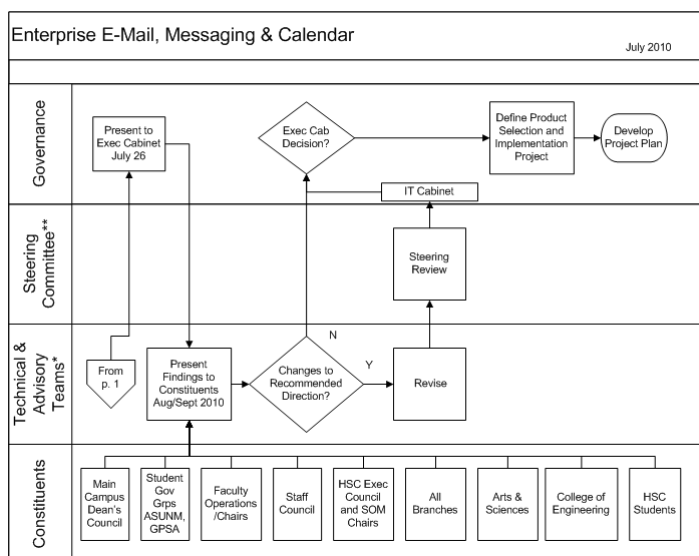 Enterprise E-Mail, Messaging & Calendar
July 2010
Governance
Present to
Exec Cabinet
July 26
Exec Cab
Decision?
Define Product
Selection and
Implementation
Project
Develop
Project Plan
IT Cabinet
Steering
Committee**
Steering
Review
Technical &
Advisory
Teams*
From
p. 1
Present
Findings to
Constituents
Aug/Sept 2010
Changes to
Recommended
Direction?
N
Y
Revise
Constituents
Main
Campus
Dean's
Council
Student
Gov
Grps
ASUNM,
GPSA
Faculty
Operations
/Chairs
Staff
Council
HSC Exec
Council
and SOM
Chairs
All
Branches
Arts &
Sciences
College of
Engineering
HSC
Students